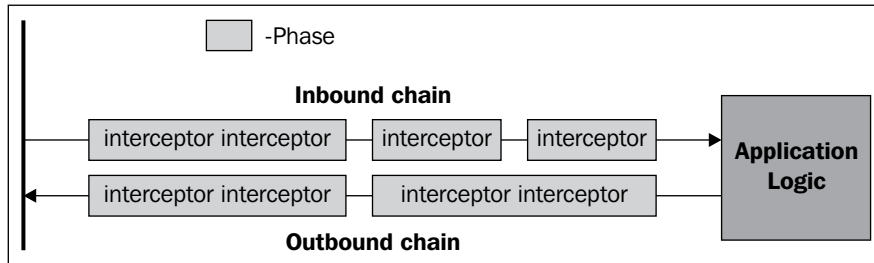 -Phase
Inbound chain
interceptor interceptor
interceptor
interceptor
Application
Logic
interceptor interceptor
interceptor interceptor
Outbound chain